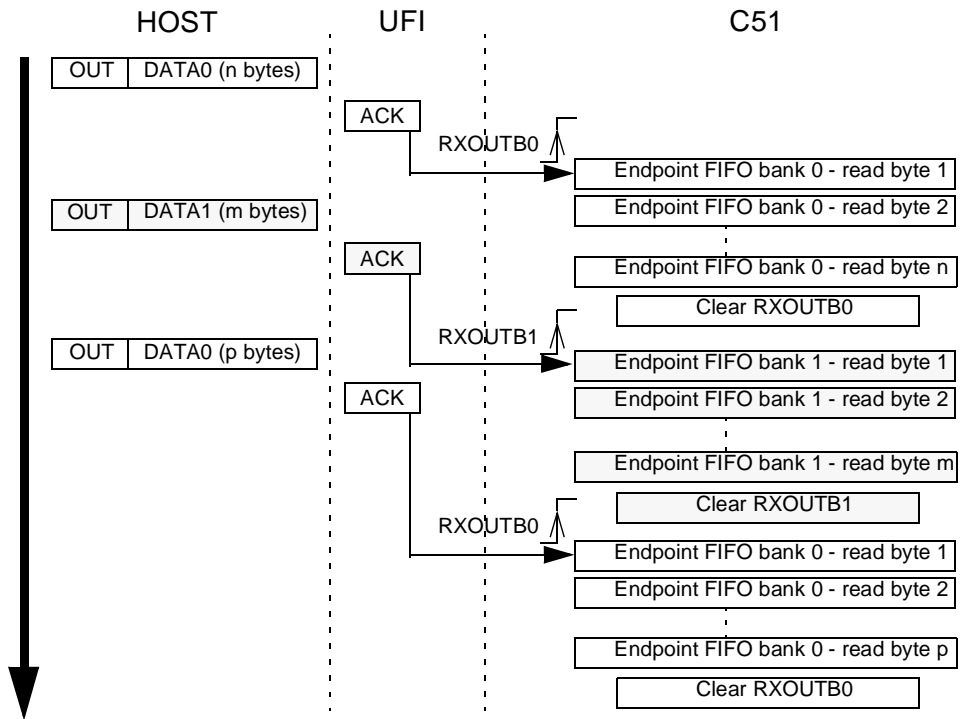 HOST UFI C51
OUT DATA0 (n bytes)
ACK
RXOUTB0
Endpoint FIFO bank 0 - read byte 1
OUT DATA1 (m bytes)
Endpoint FIFO bank 0 - read byte 2
ACK
Endpoint FIFO bank 0 - read byte n
Clear RXOUTB0
RXOUTB1
OUT DATA0 (p bytes)
Endpoint FIFO bank 1 - read byte 1
ACK
Endpoint FIFO bank 1 - read byte 2
Endpoint FIFO bank 1 - read byte m
Clear RXOUTB1
RXOUTB0
Endpoint FIFO bank 0 - read byte 1
Endpoint FIFO bank 0 - read byte 2
Endpoint FIFO bank 0 - read byte p
Clear RXOUTB0